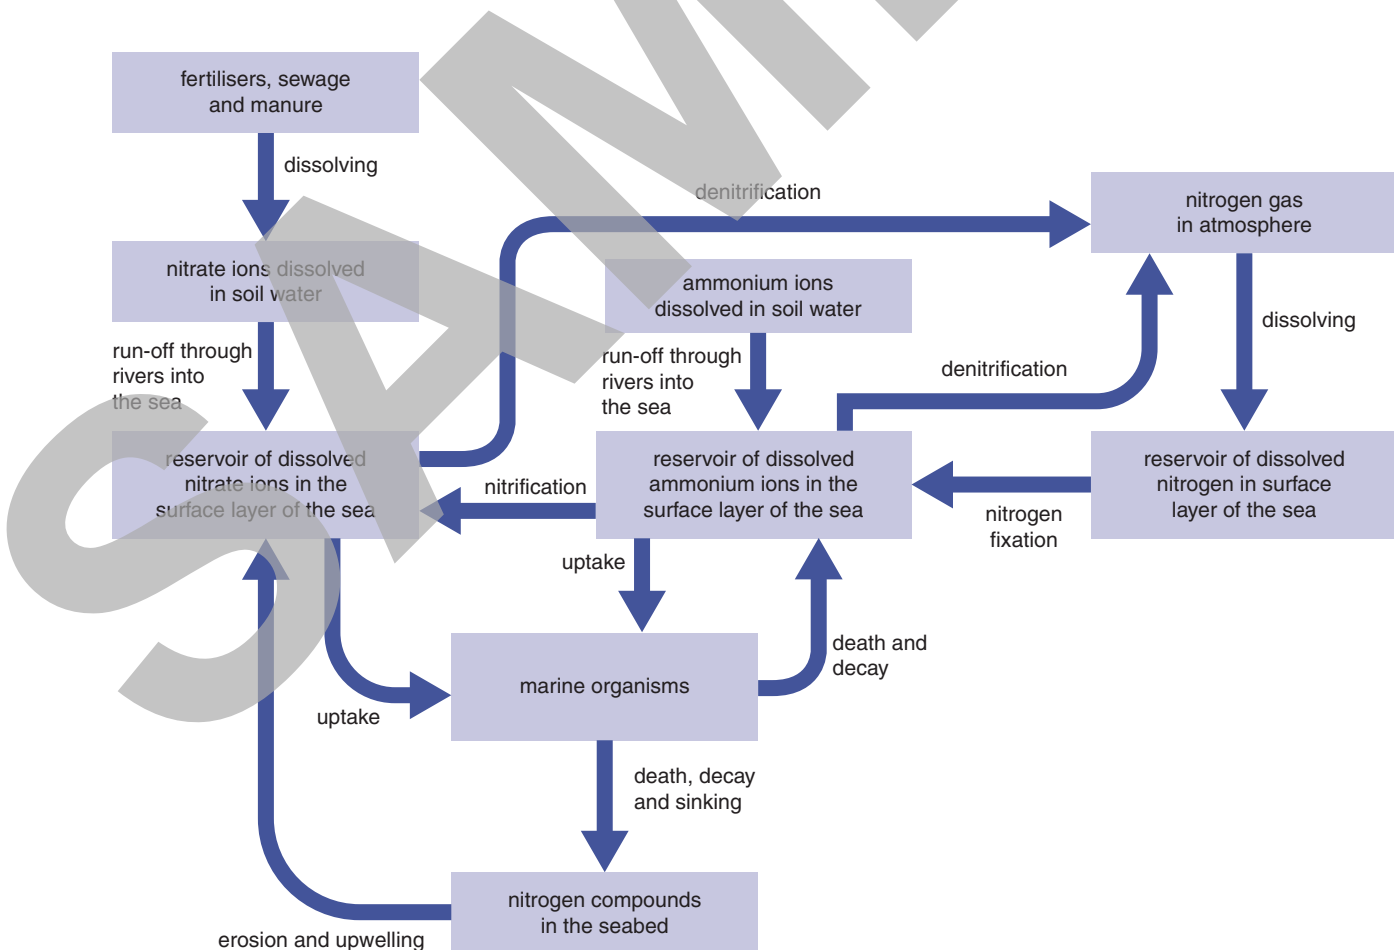 fertilisers, sewage
and manure
dissolving
denitrification
nitrogen gas
in atmosphere
nitrate ions dissolved
in soil water
ammonium ions
dissolved in soil water
dissolving
run-off through
rivers into
the sea
run-off through
rivers into
the sea
denitrification
reservoir of dissolved
nitrate ions in the
surface layer of the sea
nitrification
reservoir of dissolved
ammonium ions in the
surface layer of the sea
nitrogen
fixation
reservoir of dissolved
nitrogen in surface
layer of the sea
uptake
death and
decay
marine organisms
uptake
death, decay
and sinking
nitrogen compounds
in the seabed
erosion and upwelling